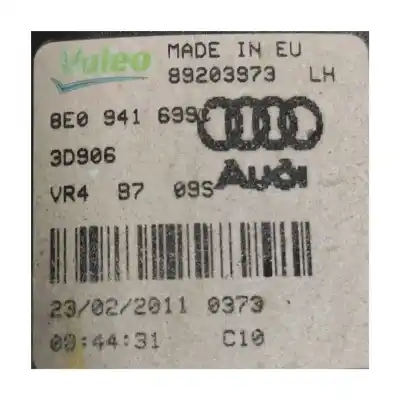 Valeo MADE IN EU
89203973 LH
8E0 941 699
3D906 Audi
VR4 B7 09S
23/02/2011 0373
09:44:31 C10